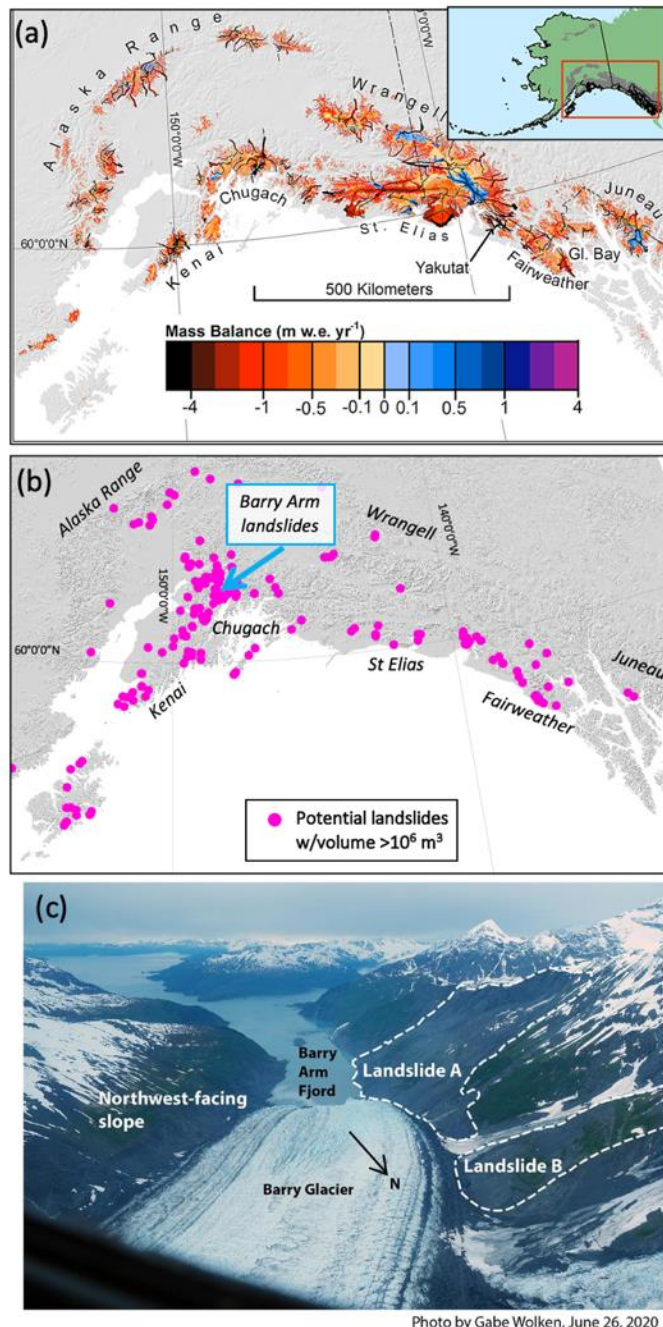 (a)
Alaska Range
Wrangell
150°0'0"W
Juneau
Chugach
60°0'0"N
St. Elias
Gl. Bay
Kenai
Yakutat
Fairweather
500 Kilometers
Mass Balance (m w.e. yr-1)
-4 -1 -0.5 -0.1 0 0.1 0.5 1 4
(b)
Alaska Range
Barry Arm
landslides
Wrangell
140°0'0"W
150°0'0"W
60°0'0"N
Chugach
St Elias
Juneau
Kenai
Fairweather
Potential landslides
w/volume >10⁶ m³
(c)
Barry
Arm
Fjord
Landslide A
Northwest-facing
slope
Landslide B
N
Barry Glacier
Photo by Gabe Wolken, June 26, 2020